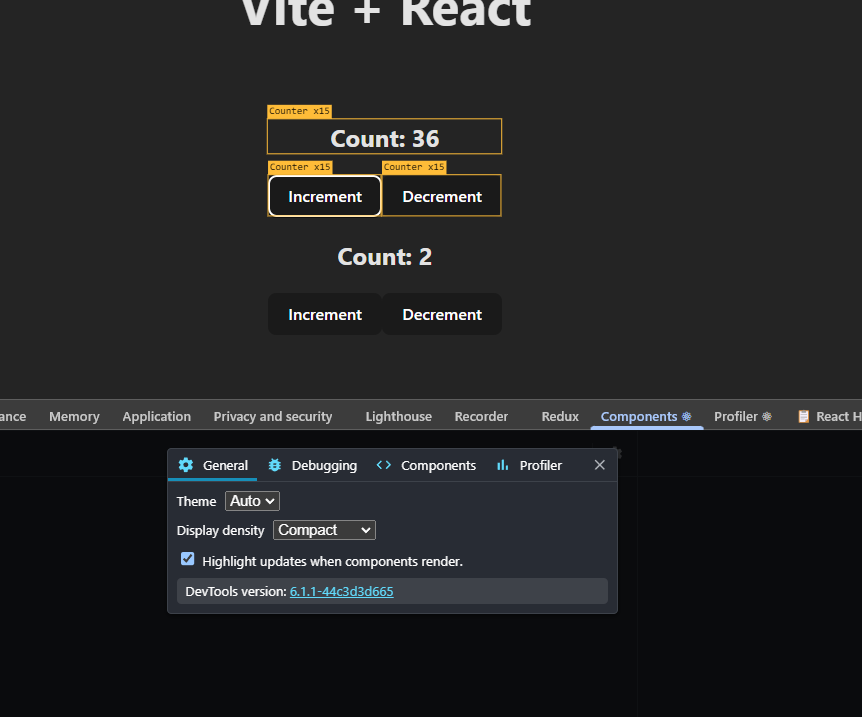 Vite + React
Counter x15
Count: 36
Counter x15 Counter x15
Increment Decrement
Count: 2
Increment Decrement
ance Memory Application Privacy and security Lighthouse Recorder Redux Components Profiler React H
General Debugging Components Profiler
Theme Auto
Display density Compact
Highlight updates when components render.
DevTools version: 6.1.1-44c3d3d665